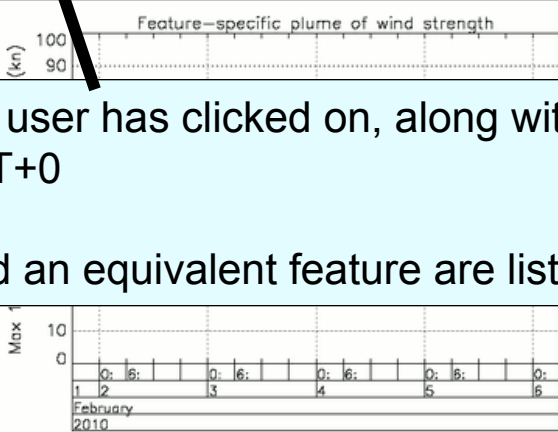 Feature-specific plume of wind strength
(kn)
100
90
user has clicked on, along wit
T+0
d an equivalent feature are list
Max 1
10
0
0: 6: 0: 6: 0: 6: 0: 6: 0:
1 2 3 4 5 6
February
2010